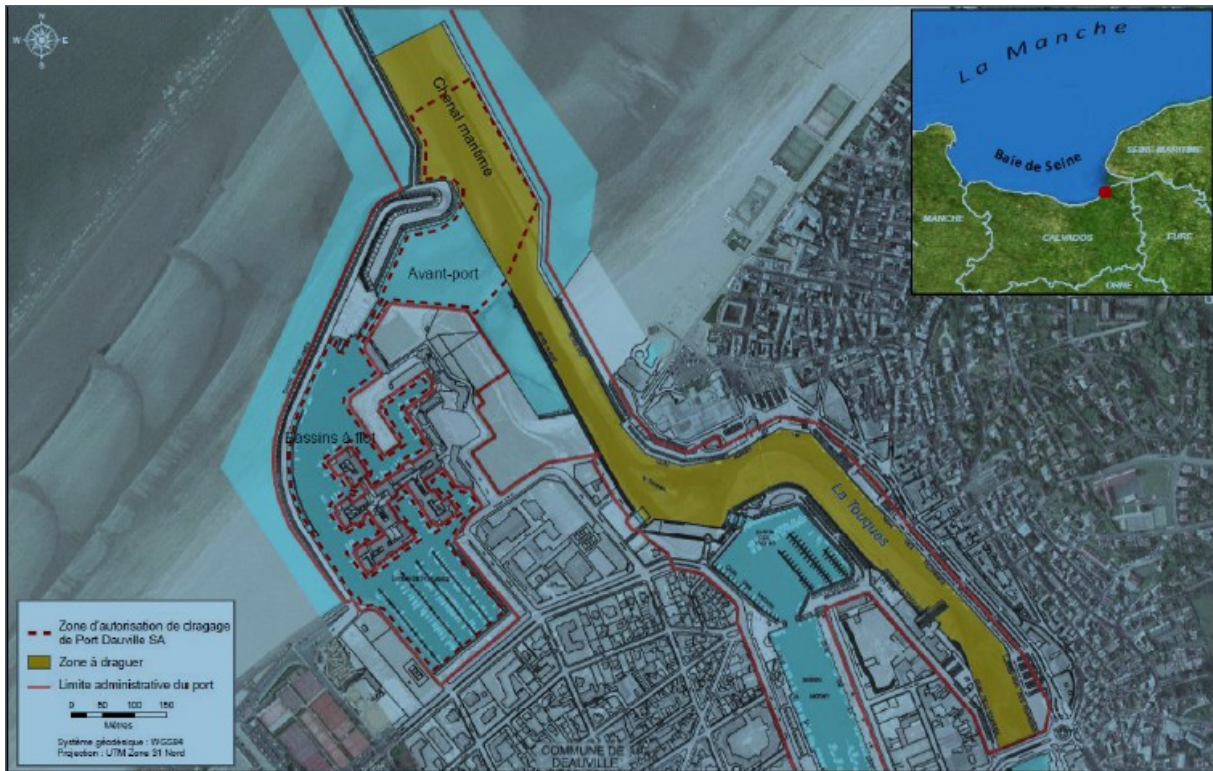 N
W
E
S
La Manche
Baie de Seine
SEINE-MARITIME
MANCHE
CALVADOS
EURE
ORNE
Chenal maritime
Avant-port
Bassins à flot
La Touques
COMMUNE DE
DEAUVILLE
Zone d'autorisation de dragage
de Port Dauville SA
Zone à draguer
Limite administrative du port
0 50 100 150
Mètres
Système géodésique : WGS84
Projection : UTM Zone 31 Nord